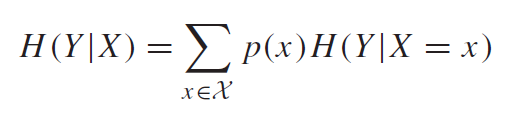 H(Y|X) = ∑ p(x)H(Y|X = x)
x∈𝒳